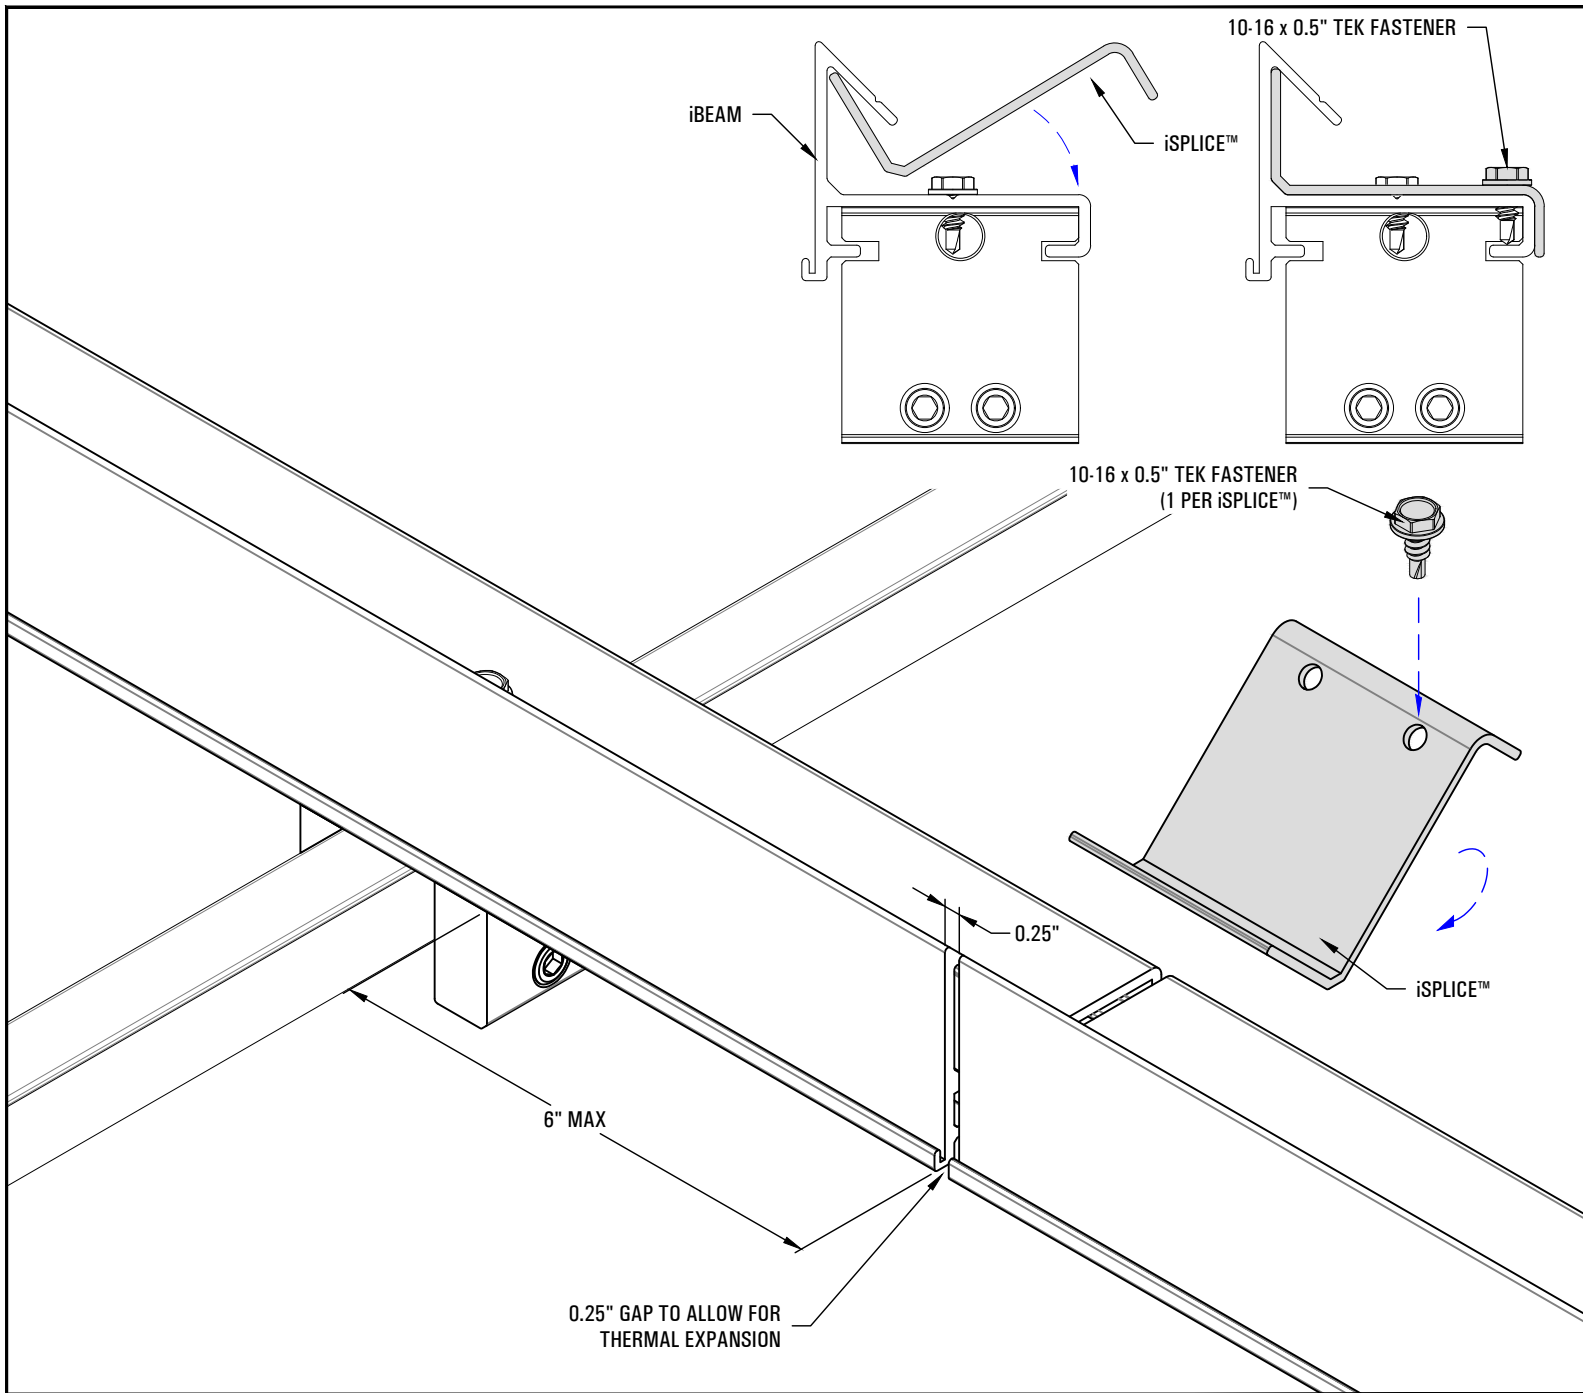 10-16 x 0.5" TEK FASTENER
iBEAM
iSPLICE™
10-16 x 0.5" TEK FASTENER
(1 PER iSPLICE™)
0.25"
iSPLICE™
6" MAX
0.25" GAP TO ALLOW FOR
THERMAL EXPANSION